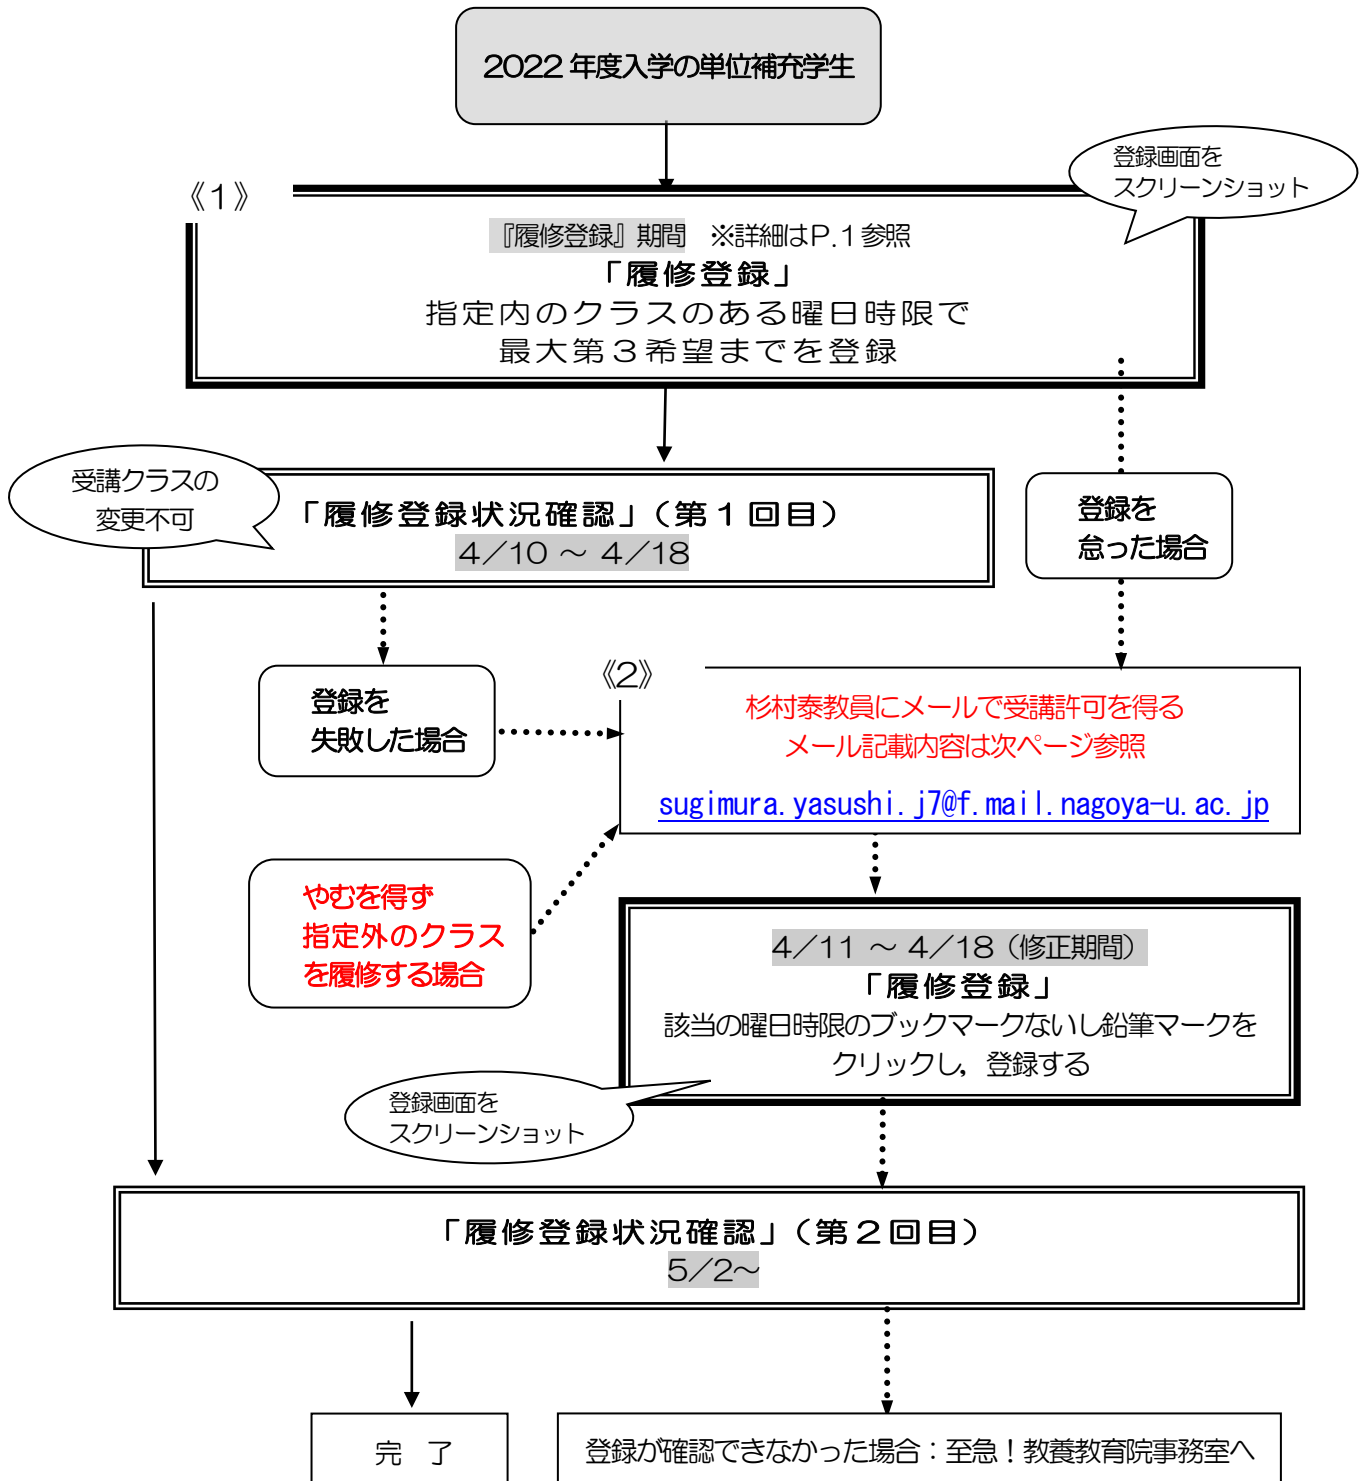 2022年度入学の単位補充学生
登録画面を
スクリーンショット
《1》
『履修登録』期間　※詳細はP.1参照
「履修登録」
指定内のクラスのある曜日時限で
最大第３希望までを登録
受講クラスの
変更不可
「履修登録状況確認」（第１回目）
4／10 ～ 4／18
登録を
怠った場合
登録を
失敗した場合
《2》
杉村泰教員にメールで受講許可を得る
メール記載内容は次ページ参照
sugimura.yasushi.j7@f.mail.nagoya-u.ac.jp
やむを得ず
指定外のクラス
を履修する場合
4／11 ～ 4／18（修正期間）
「履修登録」
該当の曜日時限のブックマークないし鉛筆マークを
クリックし，登録する
登録画面を
スクリーンショット
「履修登録状況確認」（第２回目）
5／2～
完　了
登録が確認できなかった場合：至急！教養教育院事務室へ